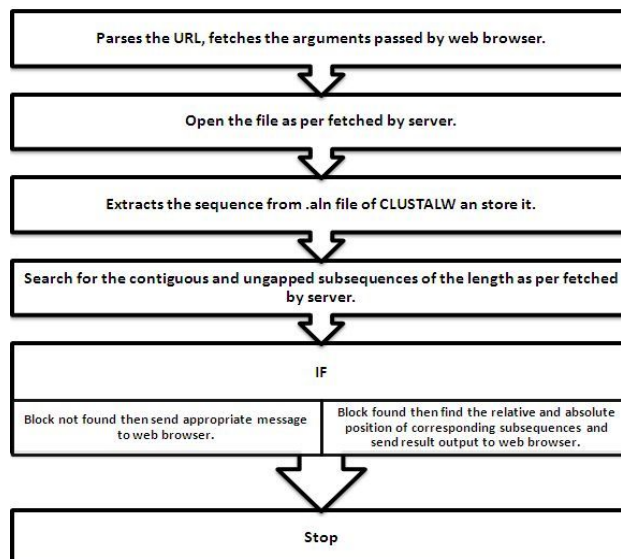 Parses the URL, fetches the arguments passed by web browser.
Open the file as per fetched by server.
Extracts the sequence from .aln file of CLUSTALW an store it.
Search for the contiguous and ungapped subsequences of the length as per fetched
by server.
IF
Block not found then send appropriate message
to web browser.
Block found then find the relative and absolute
position of corresponding subsequences and
send result output to web browser.
Stop